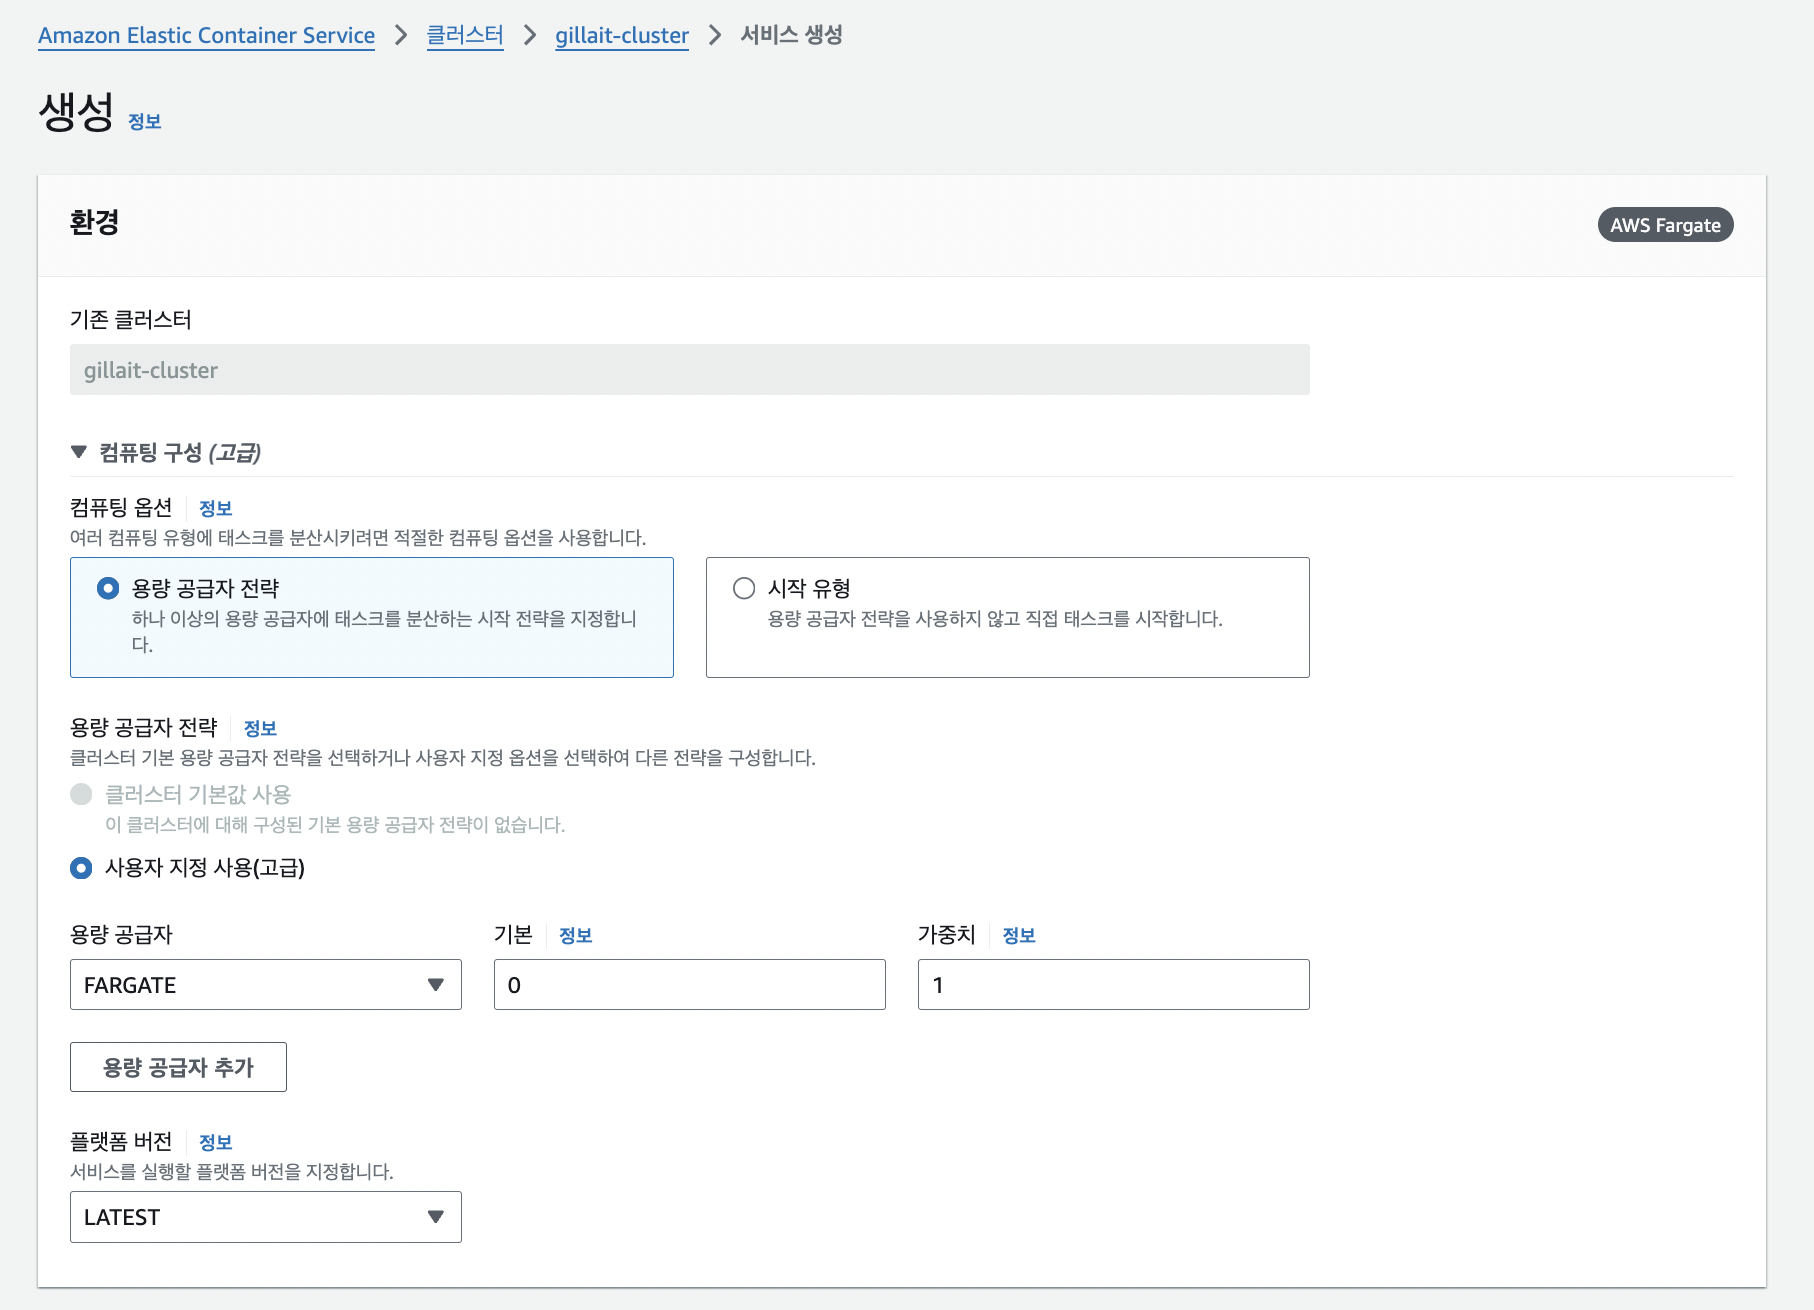 Amazon Elastic Container Service > 클러스터 > gillait-cluster > 서비스 생성
생성 정보
환경
AWS Fargate
기존 클러스터
gillait-cluster
▼ 컴퓨팅 구성 (고급)
컴퓨팅 옵션 | 정보
여러 컴퓨팅 유형에 태스크를 분산시키려면 적절한 컴퓨팅 옵션을 사용합니다.
용량 공급자 전략
하나 이상의 용량 공급자에 태스크를 분산하는 시작 전략을 지정합니
다.
시작 유형
용량 공급자 전략을 사용하지 않고 직접 태스크를 시작합니다.
용량 공급자 전략 | 정보
클러스터 기본 용량 공급자 전략을 선택하거나 사용자 지정 옵션을 선택하여 다른 전략을 구성합니다.
클러스터 기본값 사용
이 클러스터에 대해 구성된 기본 용량 공급자 전략이 없습니다.
사용자 지정 사용(고급)
용량 공급자
기본 | 정보
가중치 | 정보
FARGATE
0
1
용량 공급자 추가
플랫폼 버전 | 정보
서비스를 실행할 플랫폼 버전을 지정합니다.
LATEST